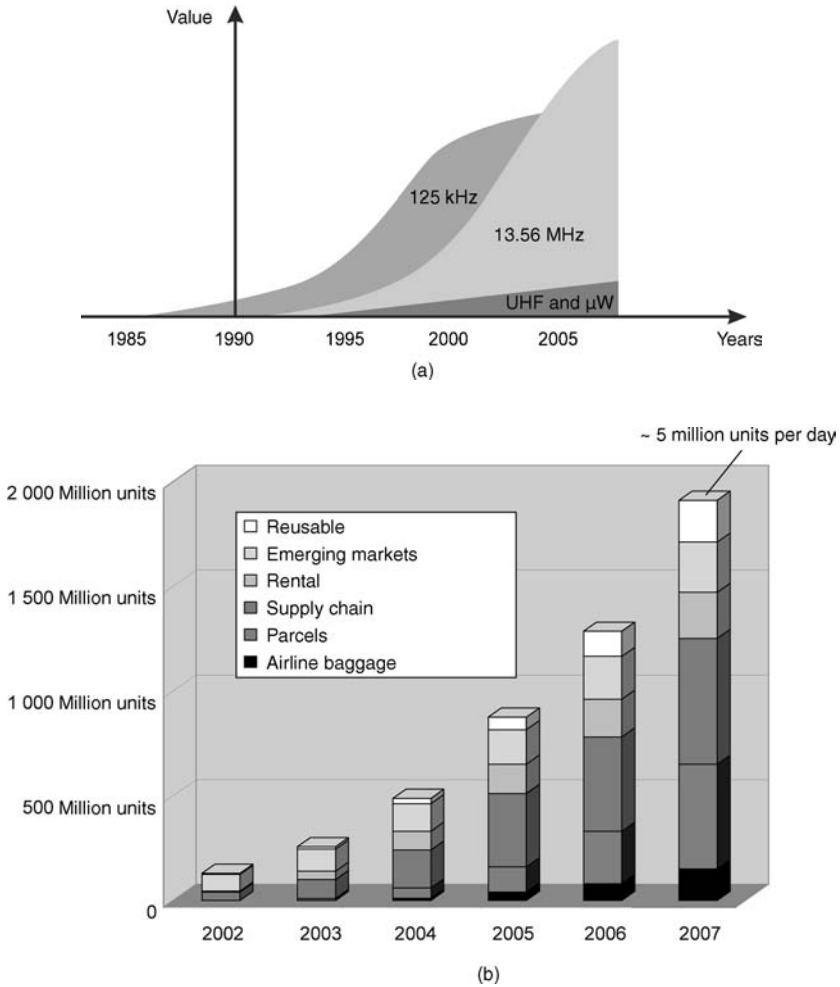 Value
125 kHz
13.56 MHz
UHF and µW
1985 1990 1995 2000 2005 Years
(a)
~ 5 million units per day
2 000 Million units
Reusable
Emerging markets
Rental
Supply chain
Parcels
Airline baggage
1 500 Million units
1 000 Million units
500 Million units
0
2002 2003 2004 2005 2006 2007
(b)